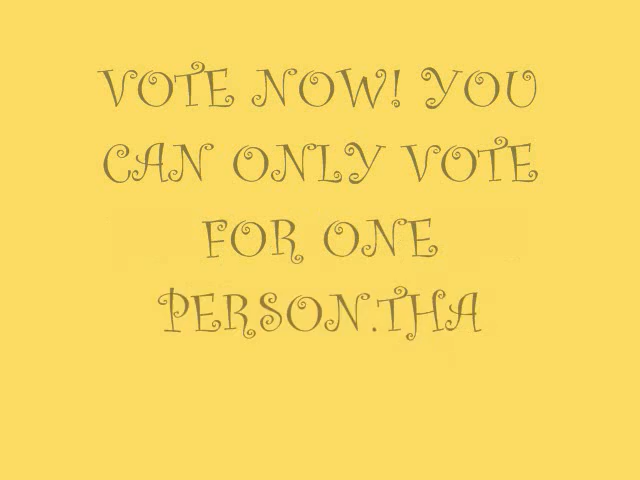 VOTE NOW! YOU
CAN ONLY VOTE
FOR ONE
PERSON.THA